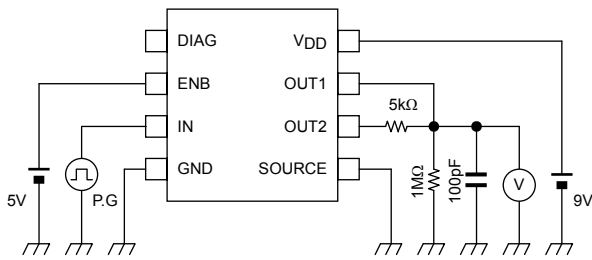 DIAG
VDD
ENB
OUT1
5kΩ
IN
OUT2
GND
SOURCE
1MΩ
100pF
V
5V
P.G
9V